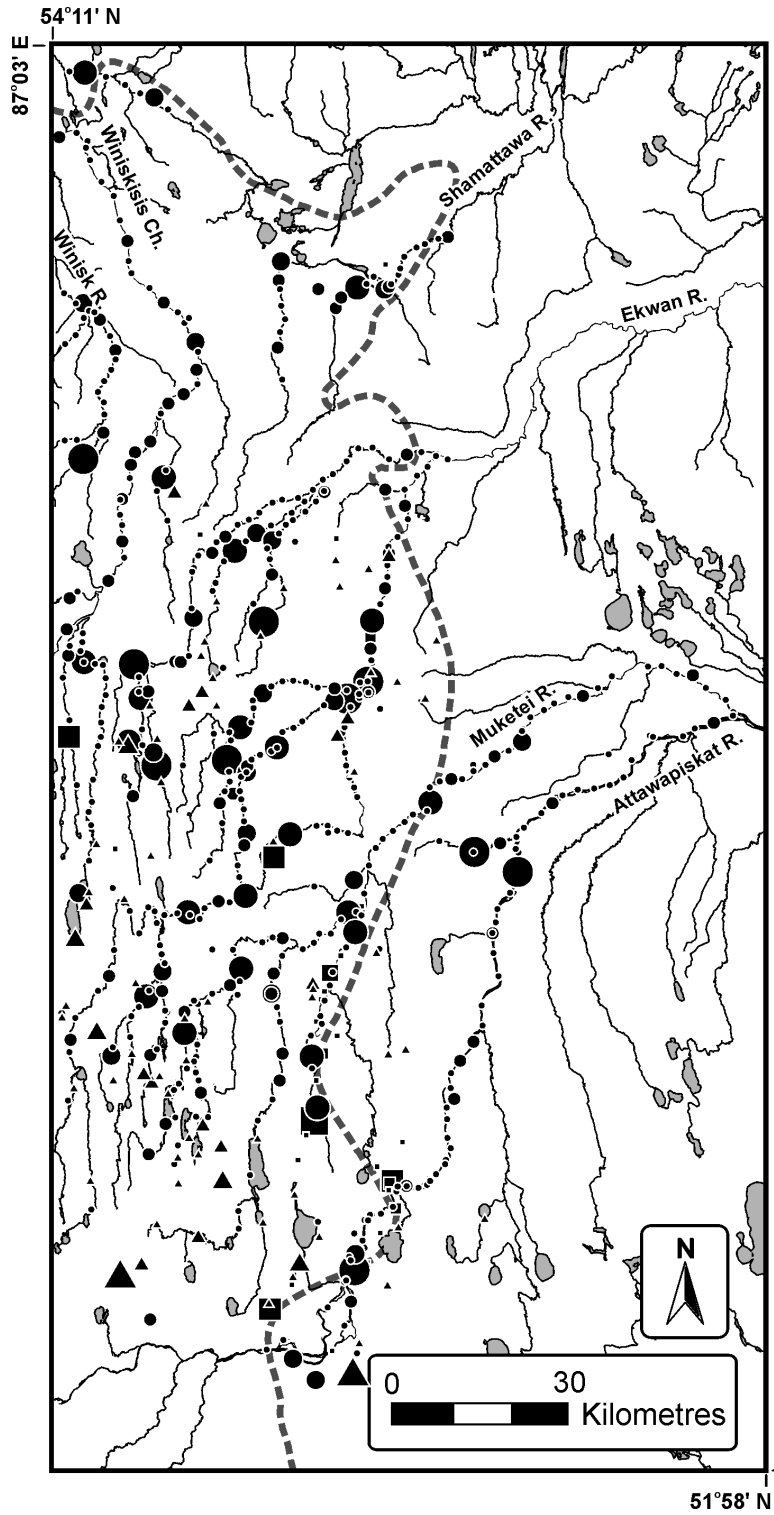 54°11' N
87°03' E
Winiskisis Ch.
Shamattawa R.
Winisk R.
Ekwan R.
Muketei R.
Attawapiskat R.
N
0 30
Kilometres
51°58' N